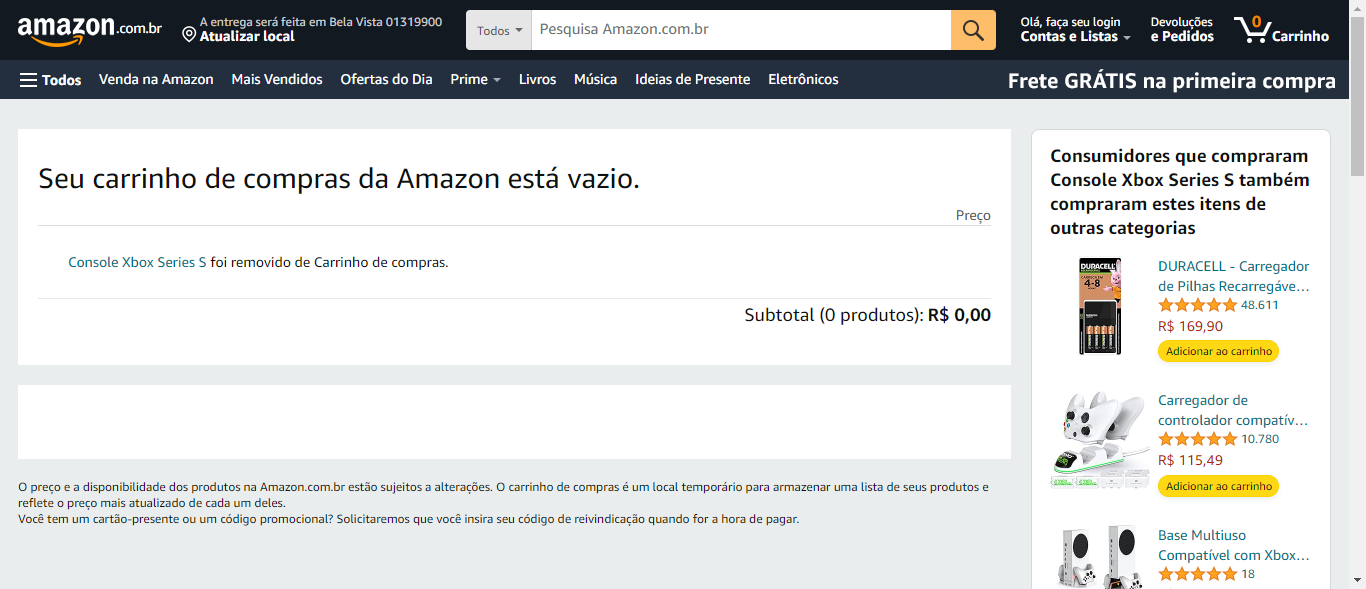 amazon.com.br
A entrega será feita em Bela Vista 01319900
Atualizar local
Todos
Pesquisa Amazon.com.br
Olá, faça seu login
Contas e Listas
Devoluções
e Pedidos
0
Carrinho
Todos
Venda na Amazon
Mais Vendidos
Ofertas do Dia
Prime
Livros
Música
Ideias de Presente
Eletrônicos
Frete GRÁTIS na primeira compra
Seu carrinho de compras da Amazon está vazio.
Preço
Console Xbox Series S foi removido de Carrinho de compras.
Subtotal (0 produtos): R$ 0,00
O preço e a disponibilidade dos produtos na Amazon.com.br estão sujeitos a alterações. O carrinho de compras é um local temporário para armazenar uma lista de seus produtos e
reflete o preço mais atualizado de cada um deles.
Você tem um cartão-presente ou um código promocional? Solicitaremos que você insira seu código de reivindicação quando for a hora de pagar.
Consumidores que compraram
Console Xbox Series S também
compraram estes itens de
outras categorias
DURACELL
4-8
DURACELL - Carregador
de Pilhas Recarregáve…
48.611
R$ 169,90
Adicionar ao carrinho
Carregador de
controlador compatív…
10.780
R$ 115,49
Adicionar ao carrinho
Base Multiuso
Compatível com Xbox…
18